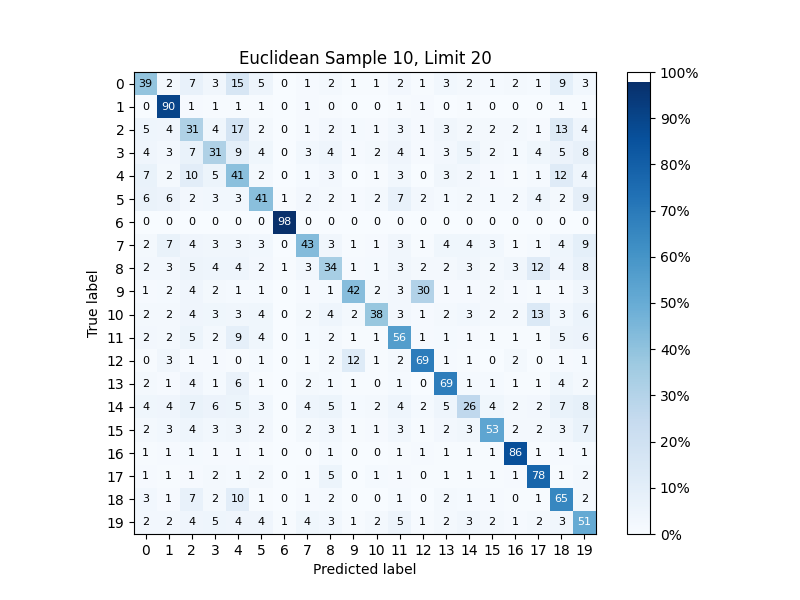 Euclidean Sample 10, Limit 20
0 39 2 7 3 15 5 0 1 2 1 1 2 1 3 2 1 2 1 9 3
1 0 90 1 1 1 1 0 1 0 0 0 1 1 0 1 0 0 0 1 1
2 5 4 31 4 17 2 0 1 2 1 1 3 1 3 2 2 2 1 13 4
3 4 3 7 31 9 4 0 3 4 1 2 4 1 3 5 2 1 4 5 8
4 7 2 10 5 41 2 0 1 3 0 1 3 0 3 2 1 1 1 12 4
5 6 6 2 3 3 41 1 2 2 1 2 7 2 1 2 1 2 4 2 9
6 0 0 0 0 0 0 98 0 0 0 0 0 0 0 0 0 0 0 0 0
7 2 7 4 3 3 3 0 43 3 1 1 3 1 4 4 3 1 1 4 9
8 2 3 5 4 4 2 1 3 34 1 1 3 2 2 3 2 3 12 4 8
9 1 2 4 2 1 1 0 1 1 42 2 3 30 1 1 2 1 1 1 3
10 2 2 4 3 3 4 0 2 4 2 38 3 1 2 3 2 2 13 3 6
11 2 2 5 2 9 4 0 1 2 1 1 56 1 1 1 1 1 1 5 6
12 0 3 1 1 0 1 0 1 2 12 1 2 69 1 1 0 2 0 1 1
13 2 1 4 1 6 1 0 2 1 1 0 1 0 69 1 1 1 1 4 2
14 4 4 7 6 5 3 0 4 5 1 2 4 2 5 26 4 2 2 7 8
15 2 3 4 3 3 2 0 2 3 1 1 3 1 2 3 53 2 2 3 7
16 1 1 1 1 1 0 0 1 0 0 1 1 1 1 1 1 86 1 1 1
17 1 1 1 2 1 2 0 1 5 0 1 1 0 1 1 1 1 78 1 2
18 3 1 7 2 10 1 0 1 2 0 0 1 0 2 1 1 0 1 65 2
19 2 2 4 5 4 4 1 4 3 1 2 5 1 2 3 2 1 2 3 51
0 1 2 3 4 5 6 7 8 9 10 11 12 13 14 15 16 17 18 19
Predicted label
True label
100%
90%
80%
70%
60%
50%
40%
30%
20%
10%
0%